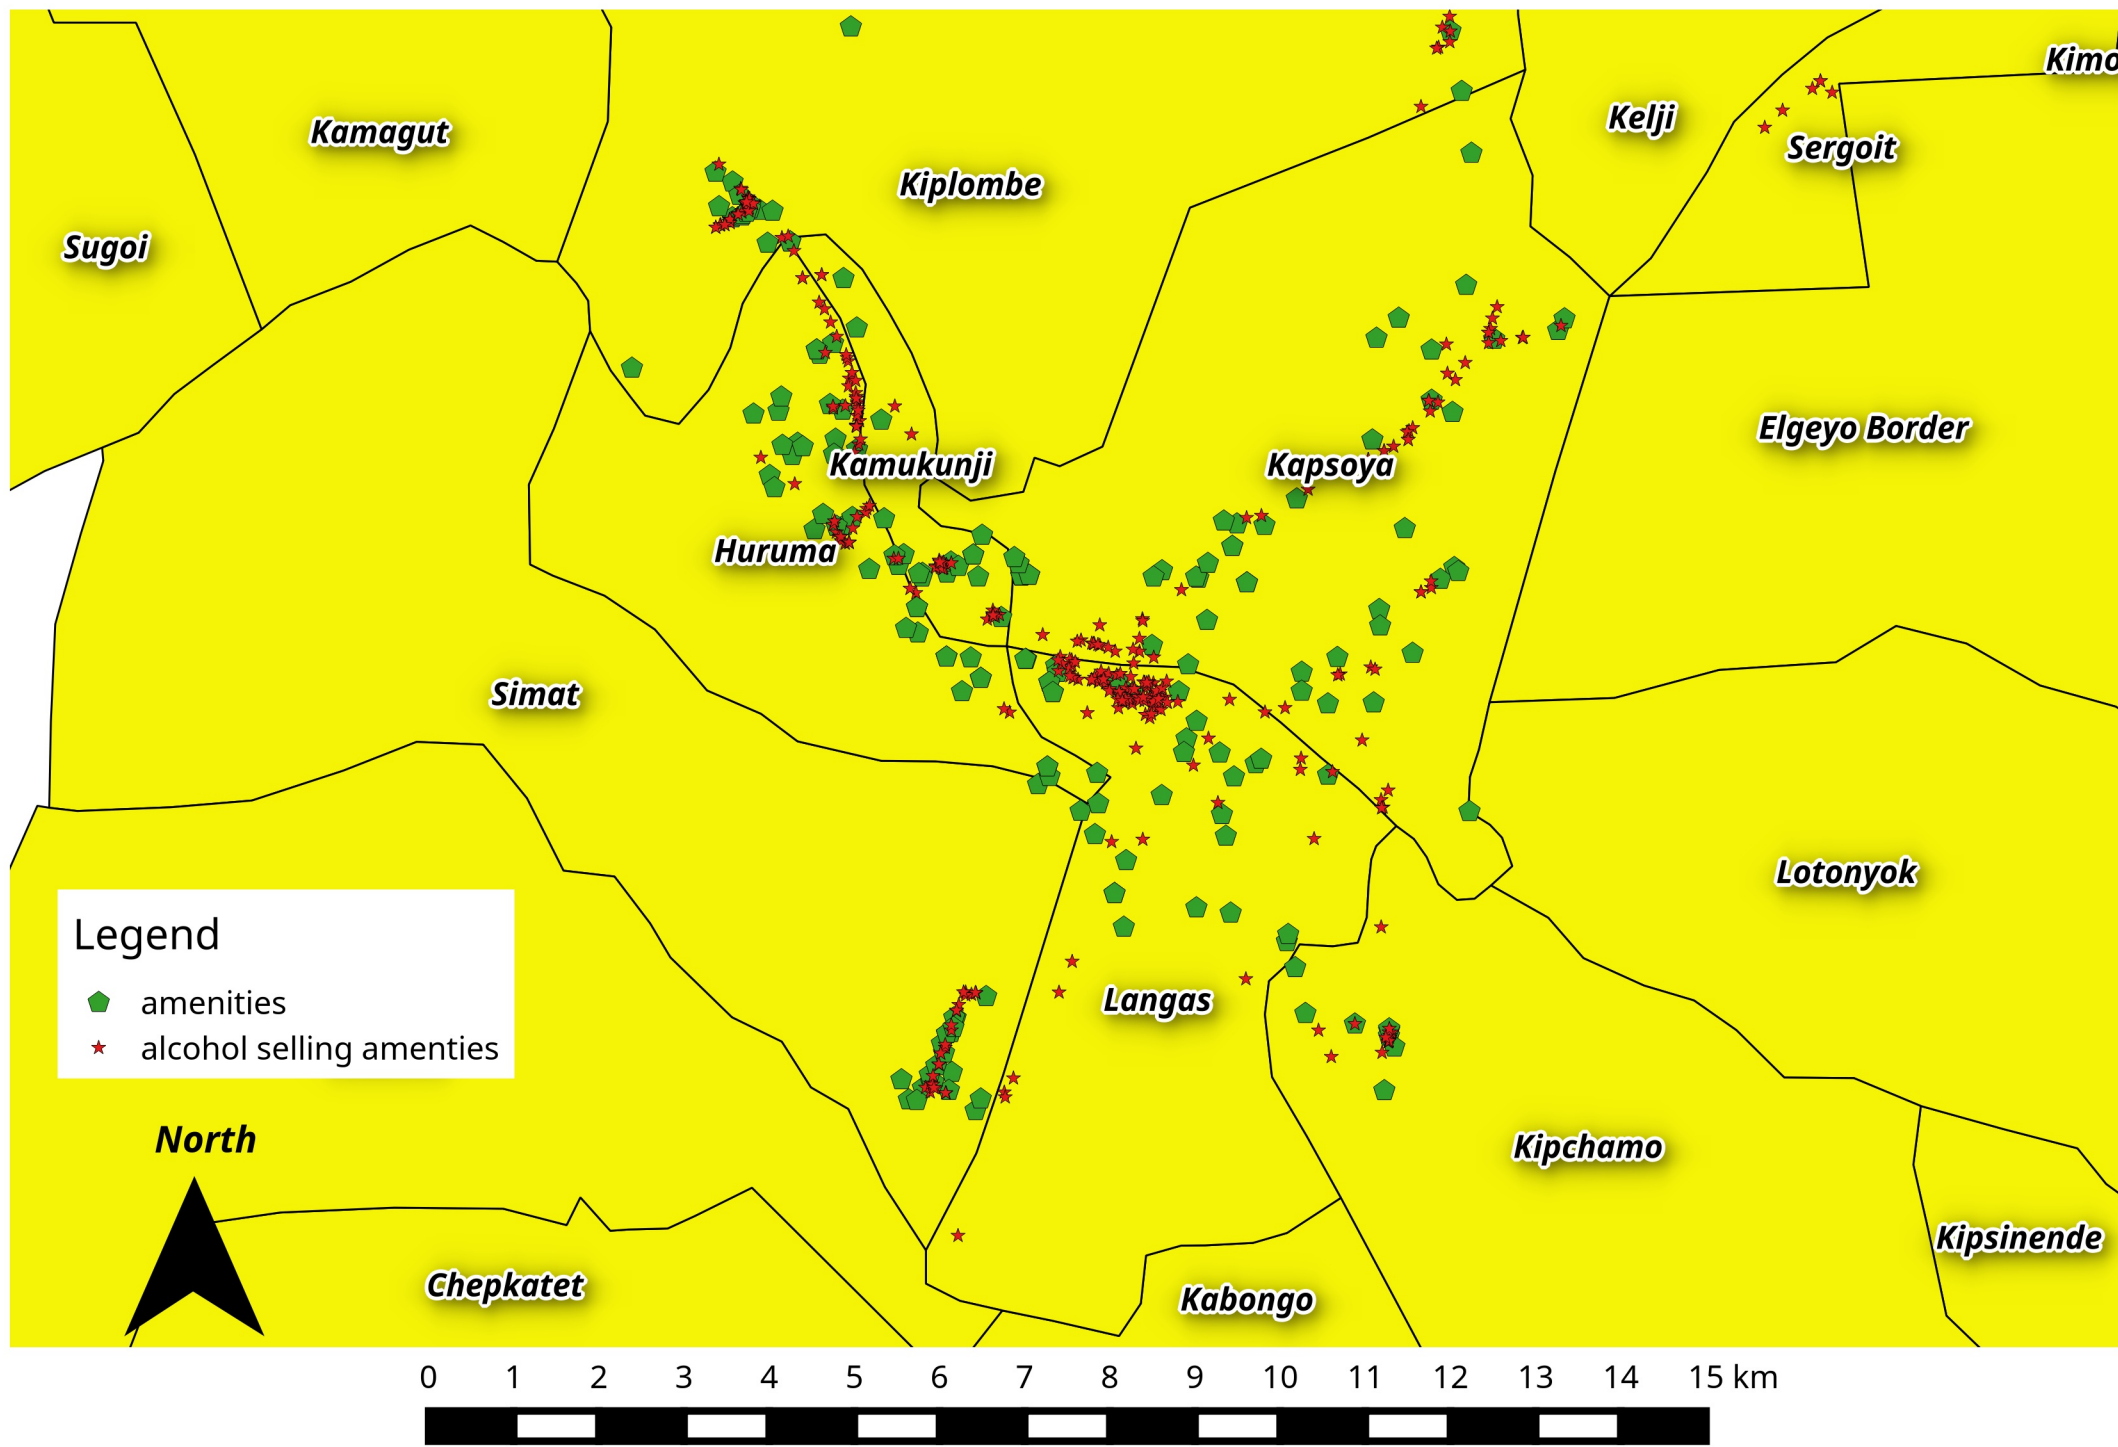 Kimo
Kelji
Kamagut
Sergoit
Kiplombe
Sugoi
Elgeyo Border
Kamukunji
Kapsoya
Huruma
Simat
Lotonyok
Legend
amenities
alcohol selling amenties
Langas
North
Kipchamo
Kipsinende
Chepkatet
Kabongo
0 1 2 3 4 5 6 7 8 9 10 11 12 13 14 15 km